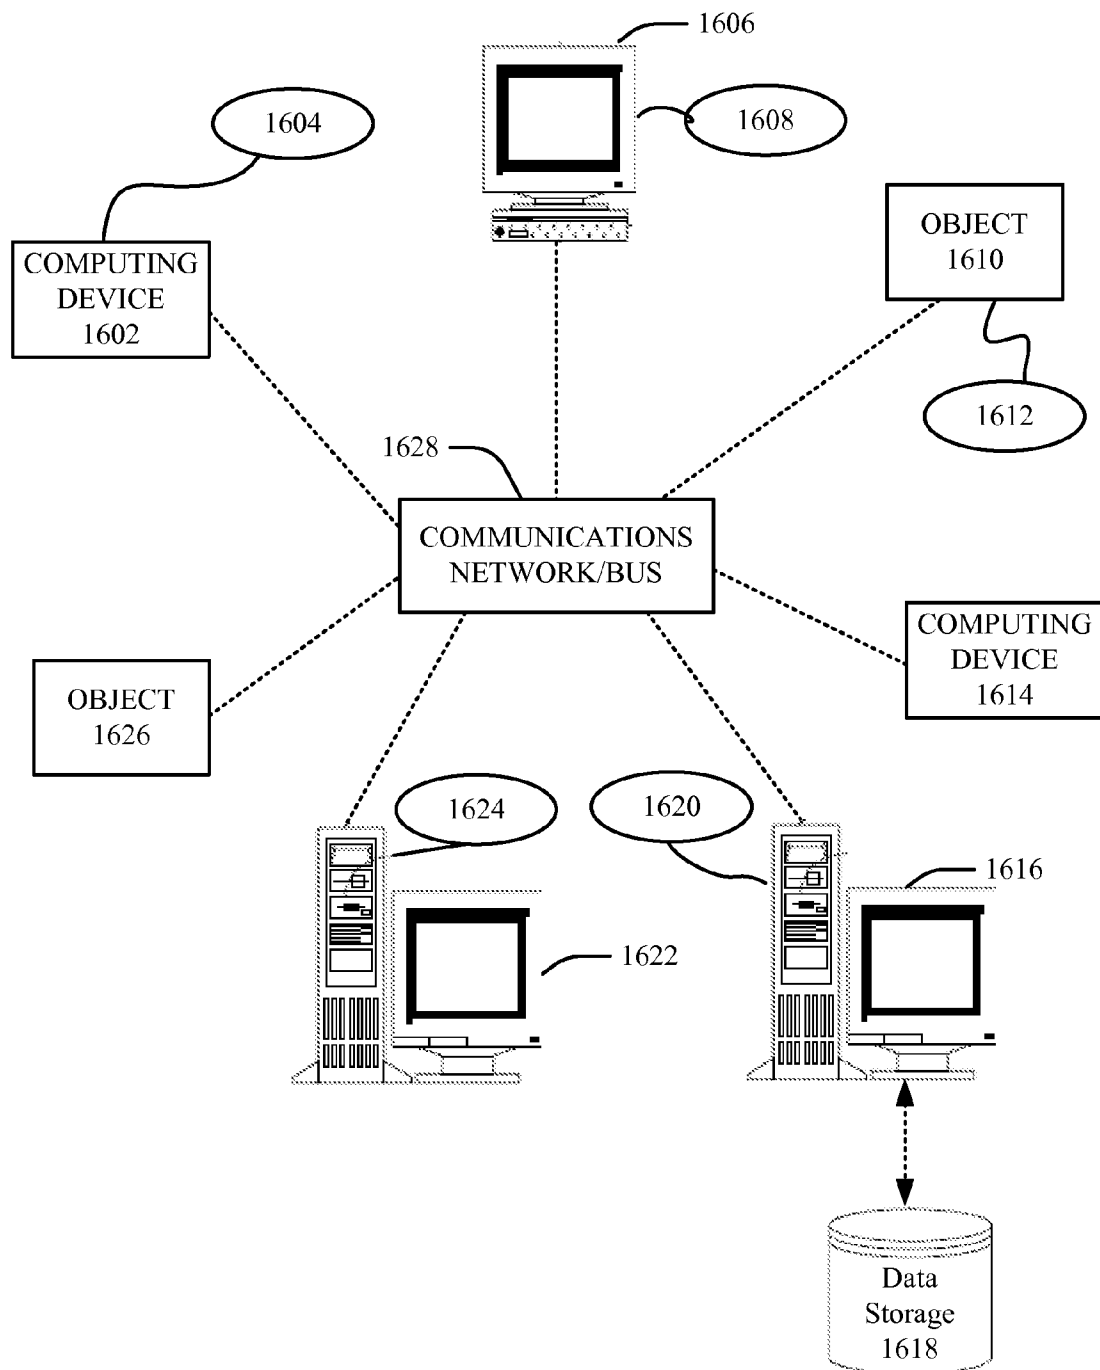 1606
1604
1608
OBJECT
1610
COMPUTING
DEVICE
1602
1612
1628
COMMUNICATIONS
NETWORK/BUS
COMPUTING
DEVICE
1614
OBJECT
1626
1624
1620
1616
1622
Data
Storage
1618